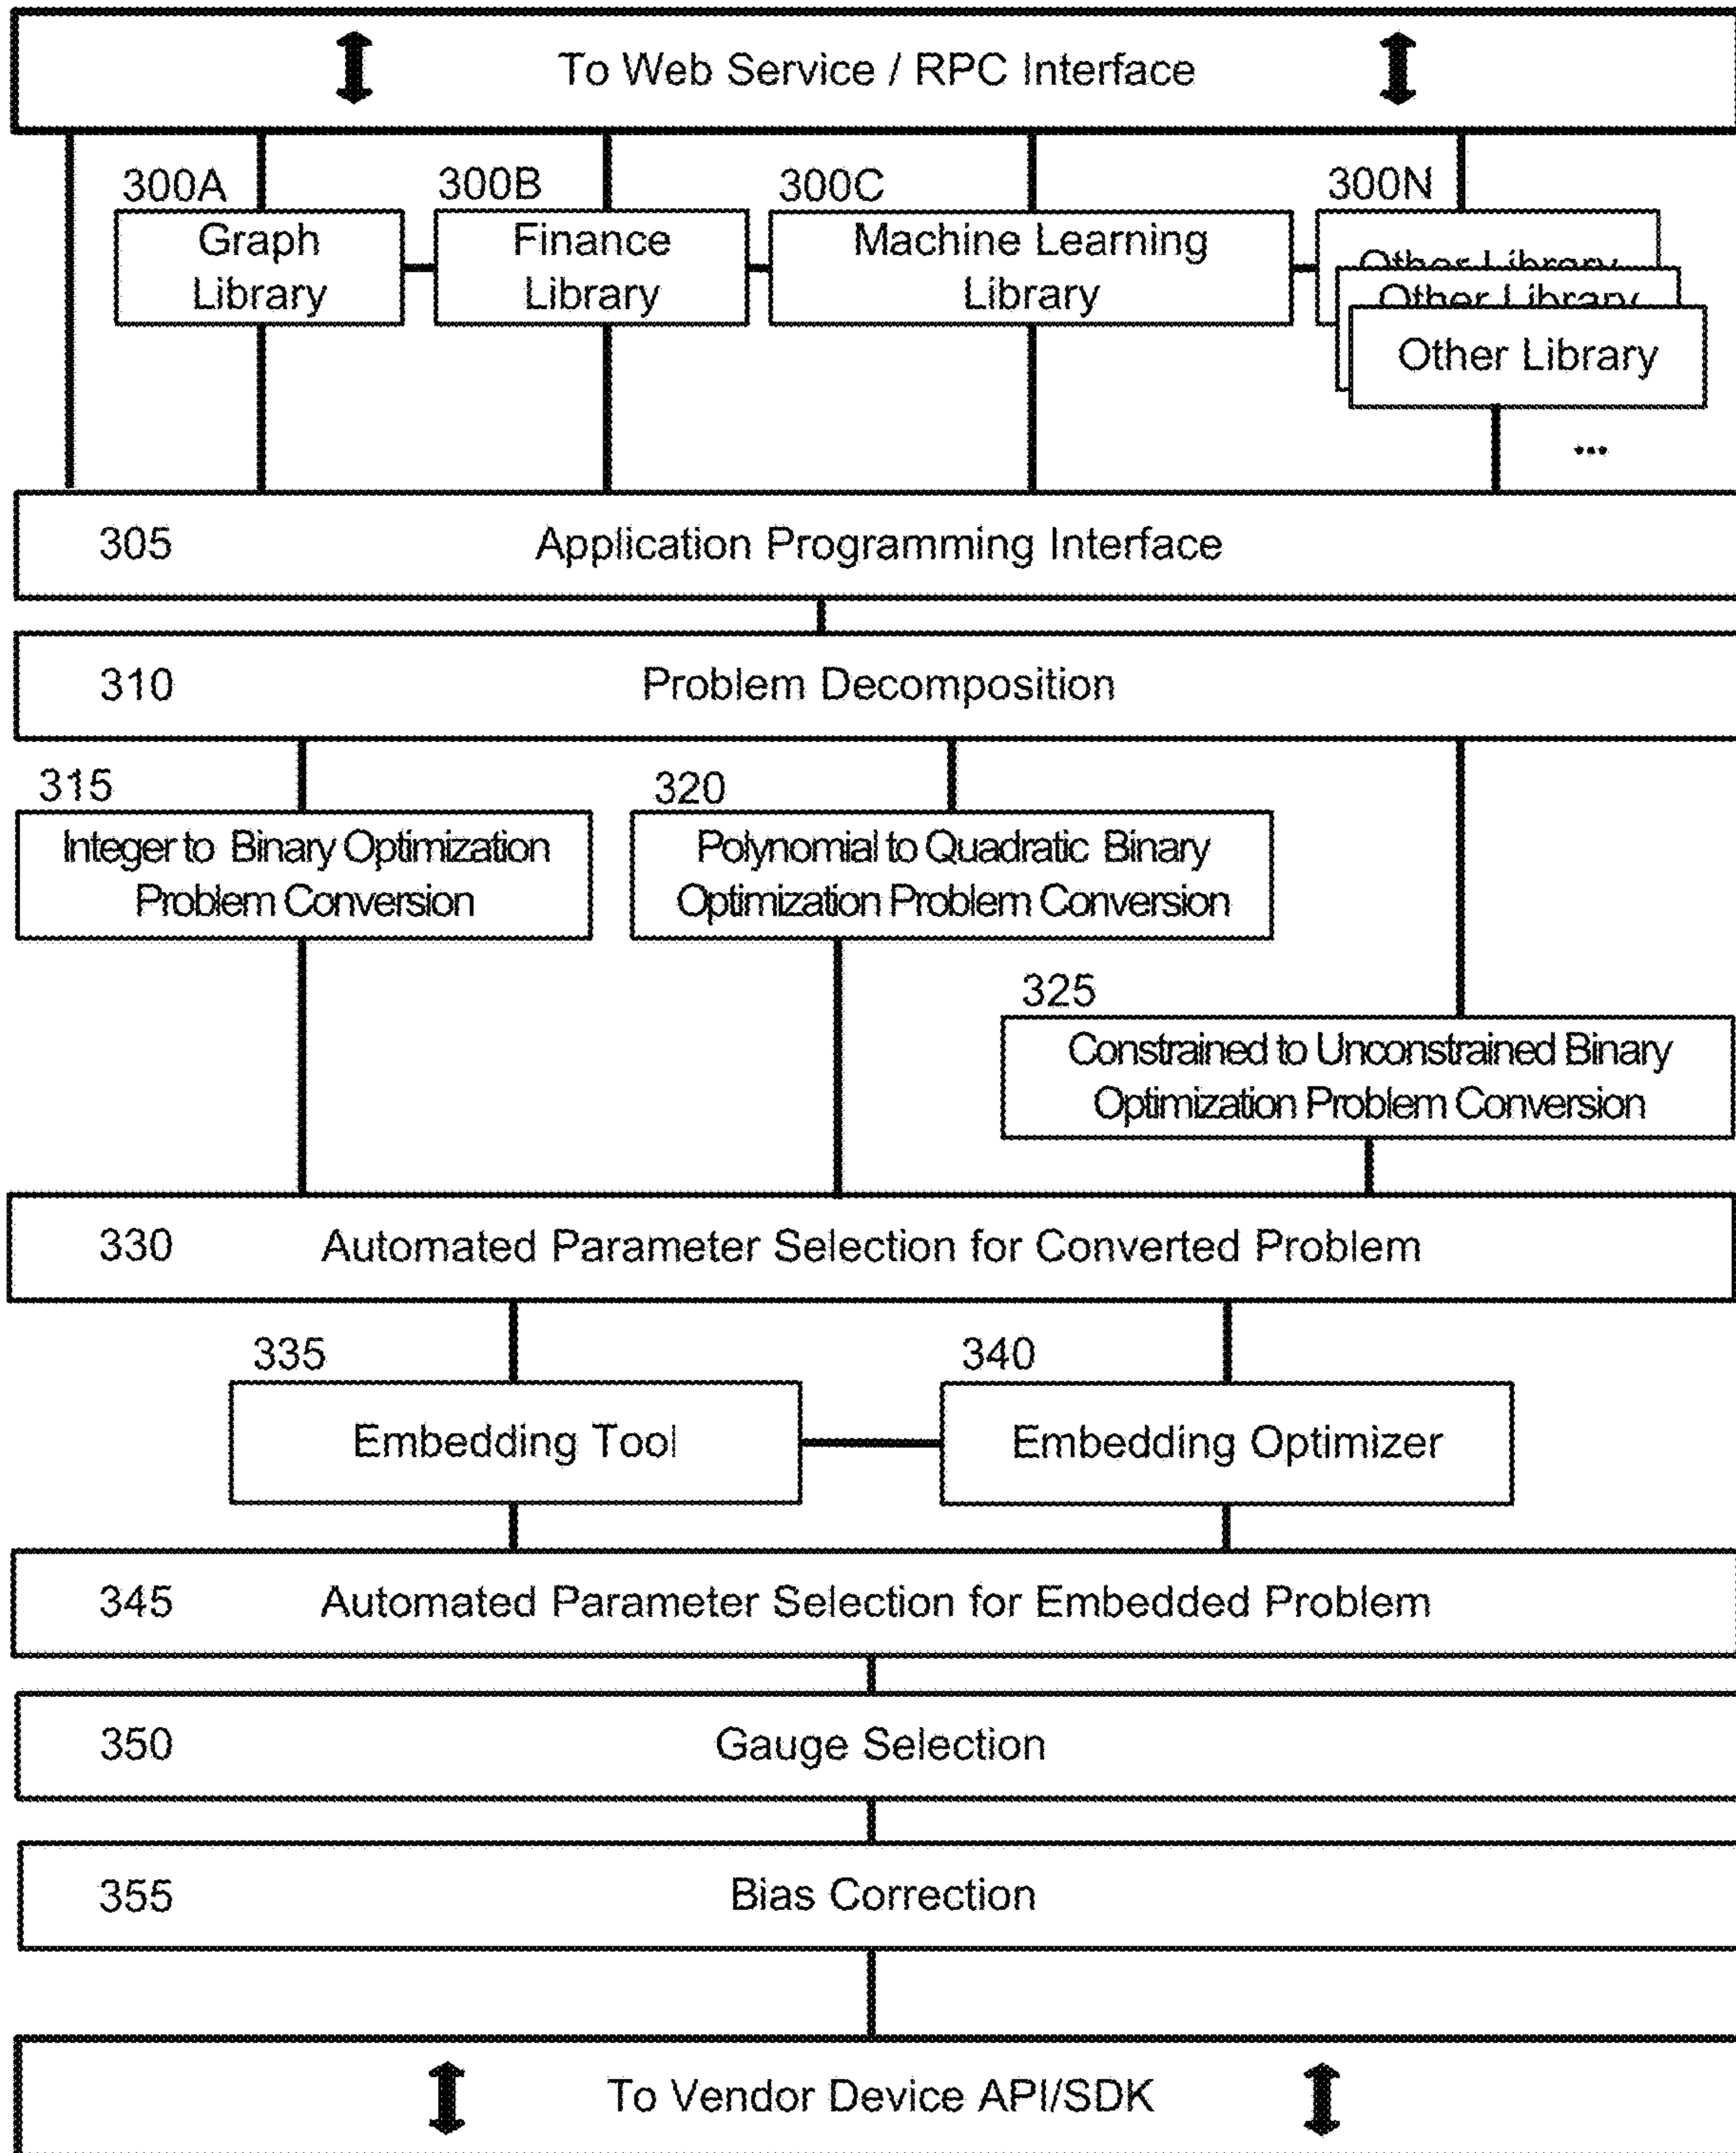 To Web Service / RPC Interface
300A
300B
300C
300N
Graph
Library
Finance
Library
Machine Learning
Library
Other Library
Other Library
Other Library
...
305
Application Programming Interface
310
Problem Decomposition
315
Integer to Binary Optimization
Problem Conversion
320
Polynomial to Quadratic Binary
Optimization Problem Conversion
325
Constrained to Unconstrained Binary
Optimization Problem Conversion
330
Automated Parameter Selection for Converted Problem
335
340
Embedding Tool
Embedding Optimizer
345
Automated Parameter Selection for Embedded Problem
350
Gauge Selection
355
Bias Correction
To Vendor Device API/SDK